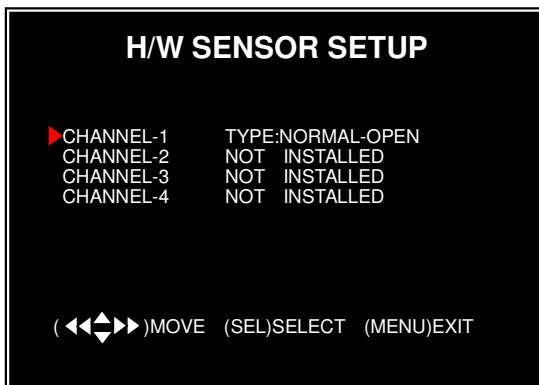 H/W SENSOR SETUP
CHANNEL-1 TYPE:NORMAL-OPEN
CHANNEL-2 NOT INSTALLED
CHANNEL-3 NOT INSTALLED
CHANNEL-4 NOT INSTALLED
( ◀◀▲▼▶▶ )MOVE (SEL)SELECT (MENU)EXIT